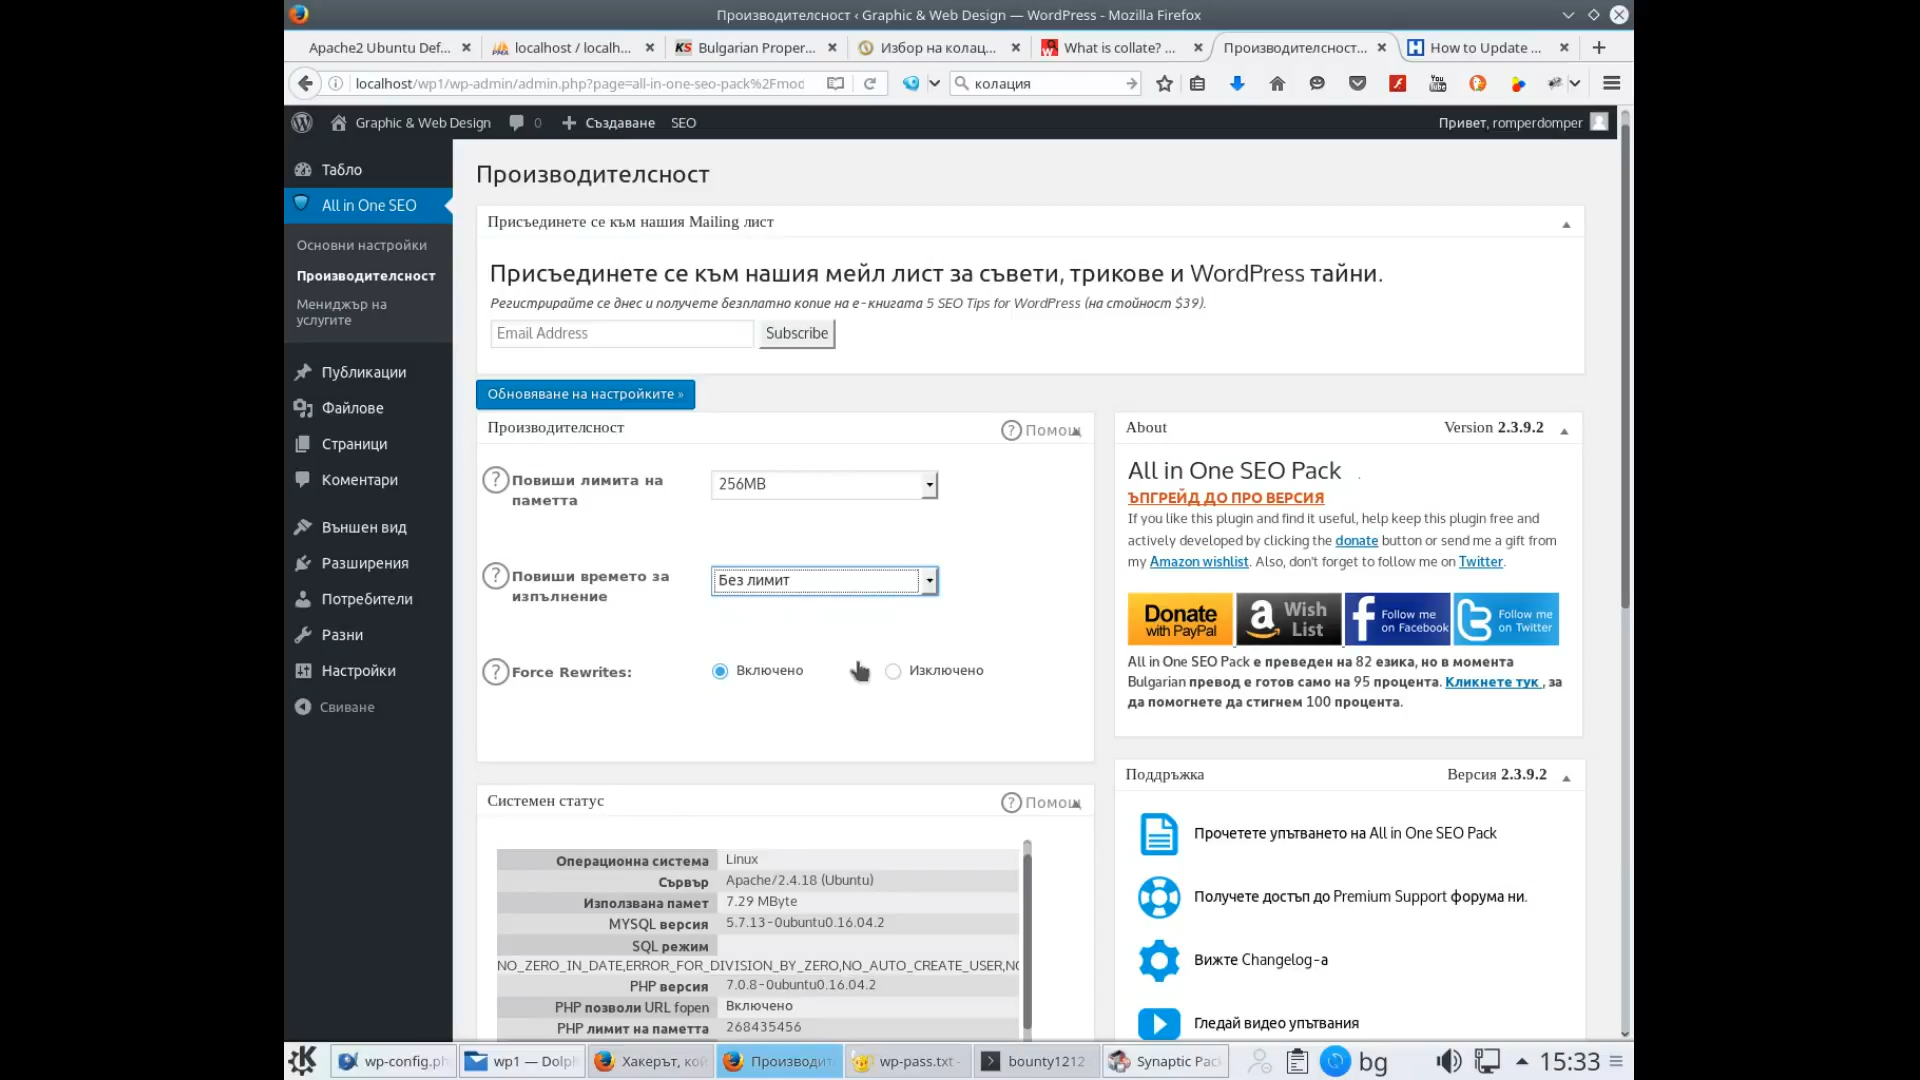 Производителсност ‹ Graphic & Web Design — WordPress - Mozilla Firefox
Apache2 Ubuntu Def...
localhost / localh...
KS Bulgarian Proper...
Избор на колац...
What is collate? ...
Производителсност...
How to Update ...
localhost/wp1/wp-admin/admin.php?page=all-in-one-seo-pack%2Fmod
колация
Graphic & Web Design
0
Създаване
SEO
Привет, romperdomper
Табло
All in One SEO
Основни настройки
Производителсност
Мениджър на
услугите
Публикации
Файлове
Страници
Коментари
Външен вид
Разширения
Потребители
Разни
Настройки
Свиване
Производителсност
Присъединете се към нашия Mailing лист
Присъединете се към нашия мейл лист за съвети, трикове и WordPress тайни.
Регистрирайте се днес и получете безплатно копие на е-книгата 5 SEO Tips for WordPress (на стойност $39).
Email Address
Subscribe
Обновяване на настройките »
Производителсност
Помощ
Повиши лимита на
паметта
256MB
Повиши времето за
изпълнение
Без лимит
Force Rewrites:
Включено
Изключено
Системен статус
Помощ
Операционна система Linux
Сървър Apache/2.4.18 (Ubuntu)
Използвана памет 7.29 MByte
MYSQL версия 5.7.13-0ubuntu0.16.04.2
SQL режим
NO_ZERO_IN_DATE,ERROR_FOR_DIVISION_BY_ZERO,NO_AUTO_CREATE_USER,NO
PHP версия 7.0.8-0ubuntu0.16.04.2
PHP позволи URL fopen Включено
PHP лимит на паметта 268435456
About
Version 2.3.9.2
All in One SEO Pack
ЪПГРЕЙД ДО ПРО ВЕРСИЯ
If you like this plugin and find it useful, help keep this plugin free and
actively developed by clicking the donate button or send me a gift from
my Amazon wishlist. Also, don't forget to follow me on Twitter.
Donate
with PayPal
Wish
List
Follow me
on Facebook
Follow me
on Twitter
All in One SEO Pack е преведен на 82 езика, но в момента
Bulgarian превод е готов само на 95 процента. Кликнете тук , за
да помогнете да стигнем 100 процента.
Поддръжка
Версия 2.3.9.2
Прочетете упътването на All in One SEO Pack
Получете достъп до Premium Support форума ни.
Вижте Changelog-а
Гледай видео упътвания
wp-config.ph
wp1 — Dolp
Хакерът, кой
Производит
wp-pass.txt -
bounty1212
Synaptic Pac
bg
15:33